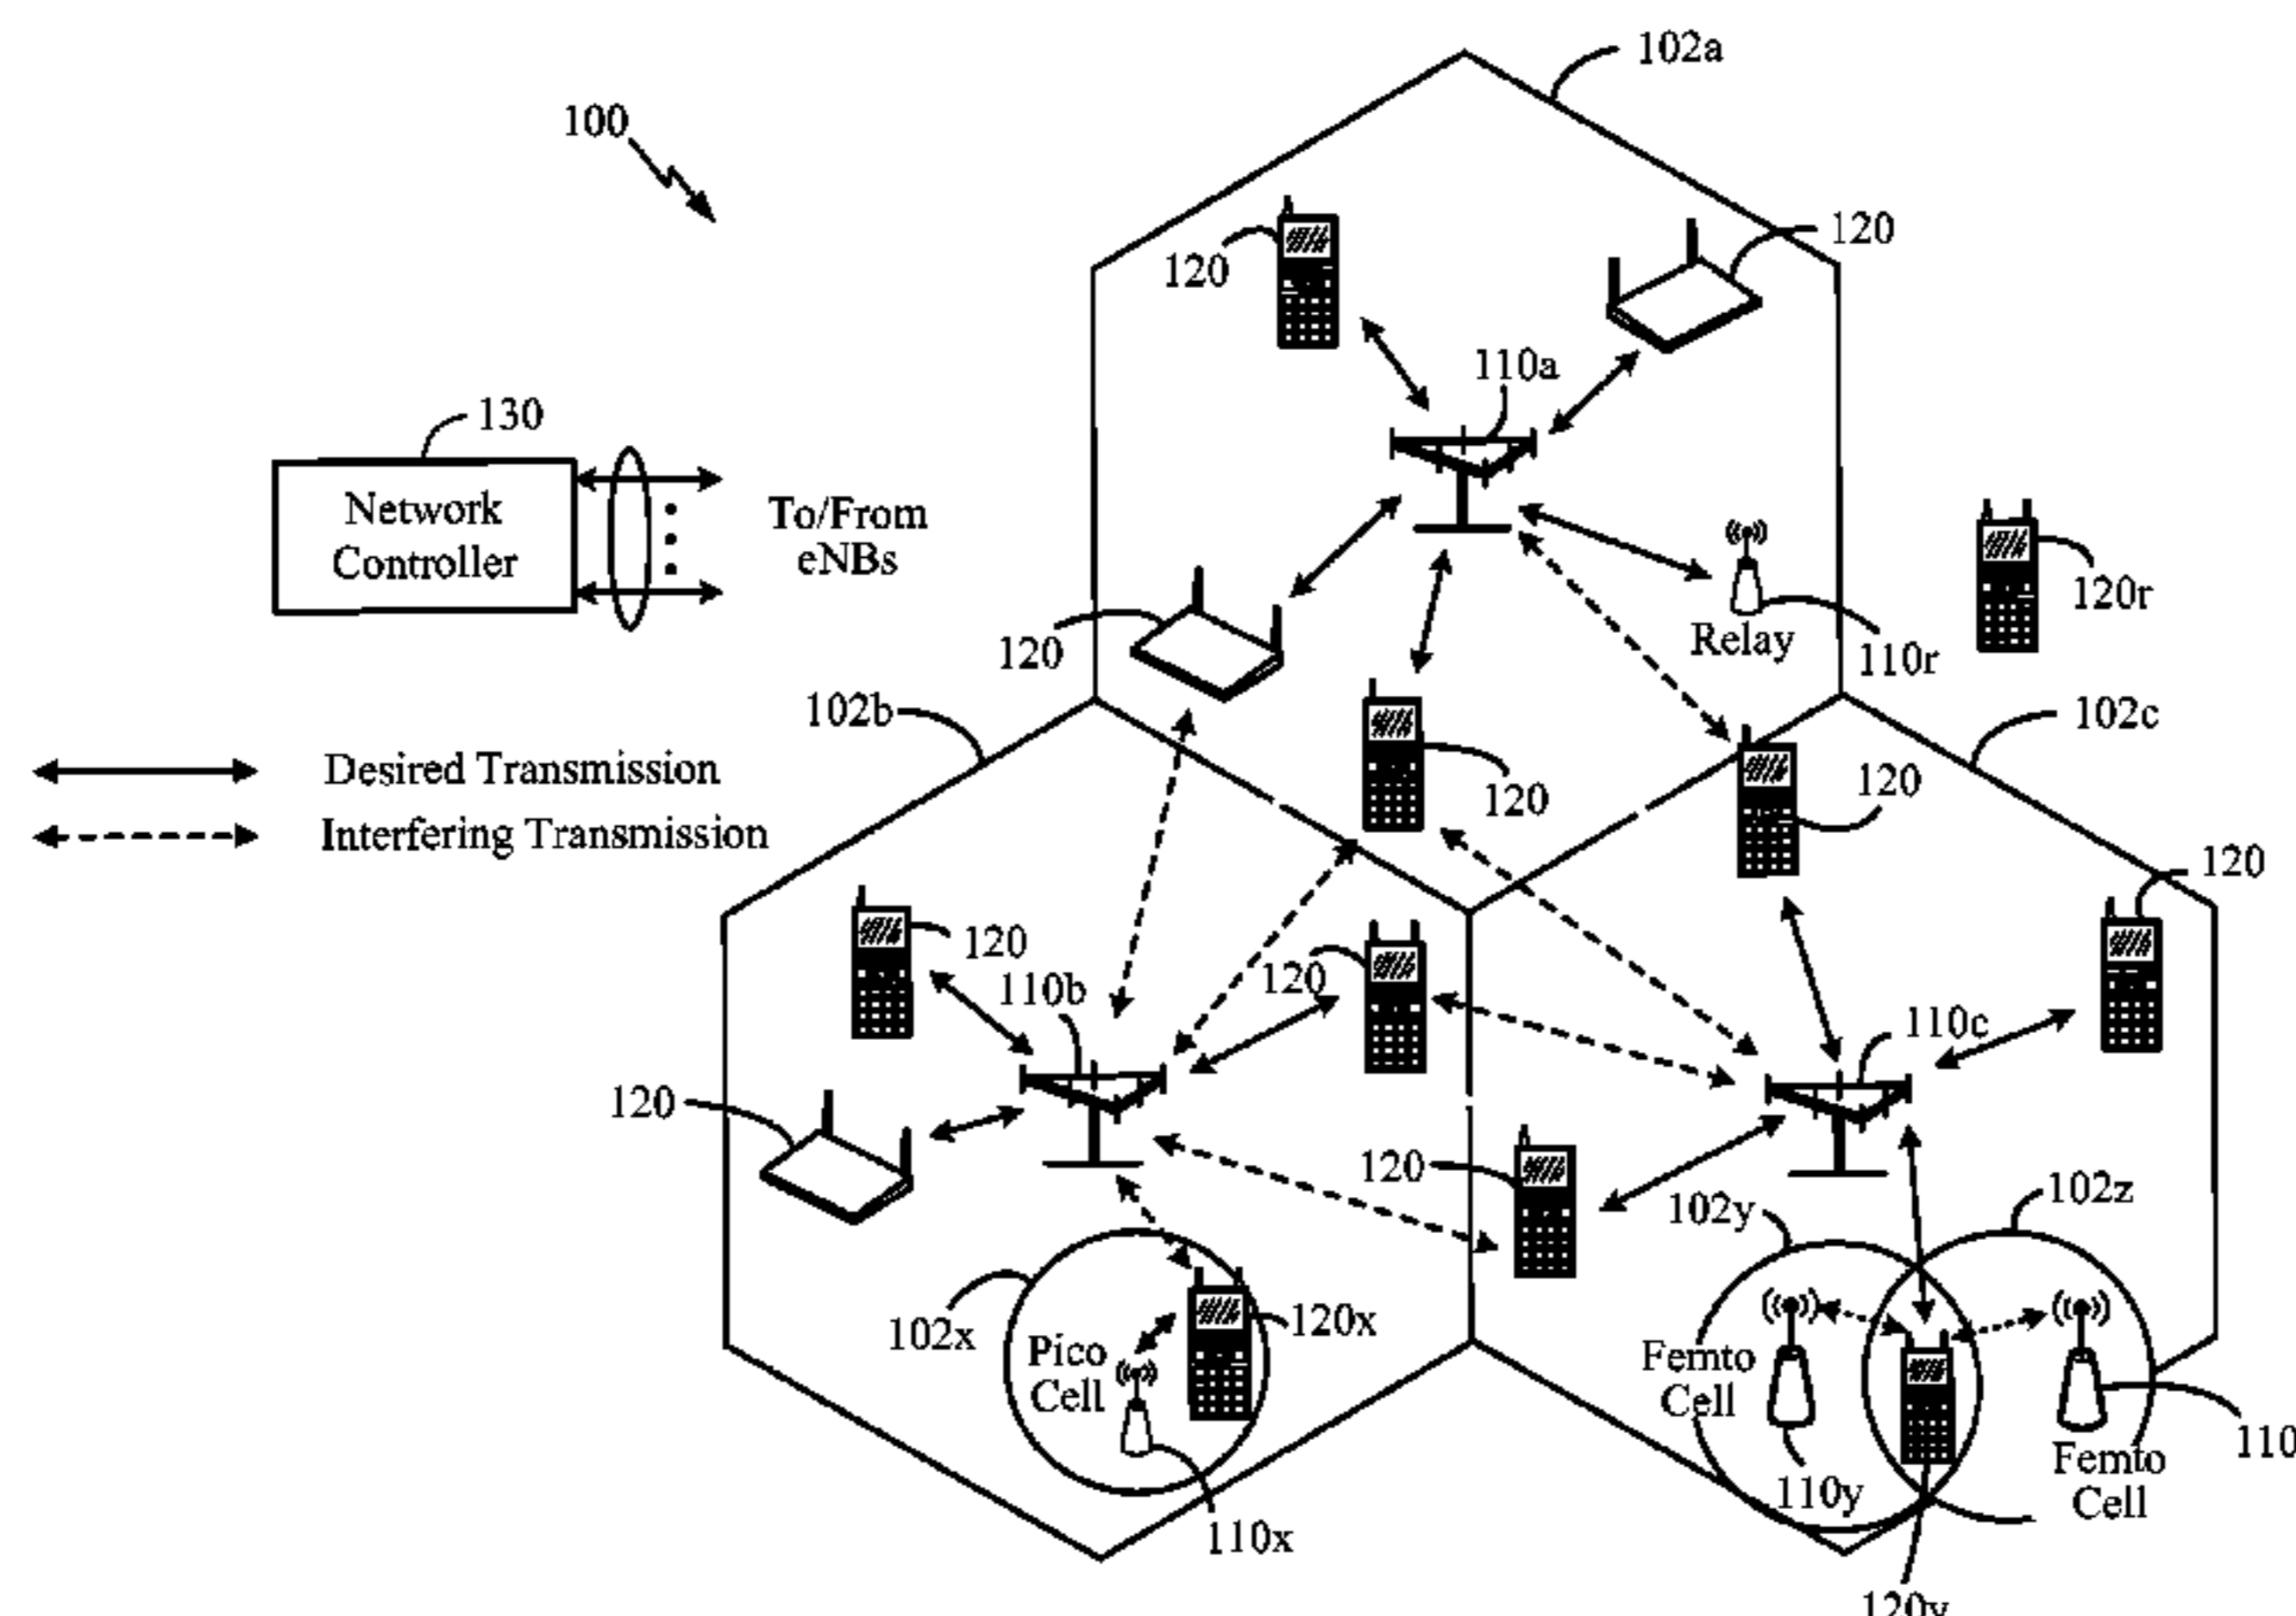 102a
100
120
120
110a
130
Network
Controller
To/From
eNBs
120r
120
Relay
110r
102b
102c
Desired Transmission
120
120
Interfering Transmission
120
120
120
110b
110c
120
120
102y
102z
102x
120x
Pico
Cell
Femto
Cell
110y
110
Femto
Cell
110x
120y